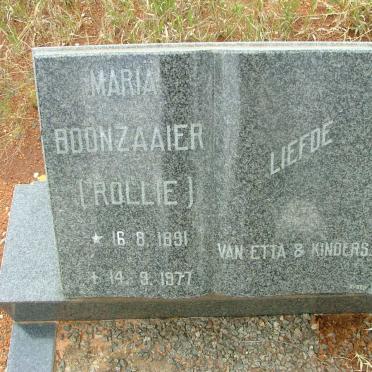 MARIA
BOONZAAIER
(ROLLIE)
* 16.8.1891
+ 14.9.1977
LIEFDE
VAN ETTA & KINDERS.